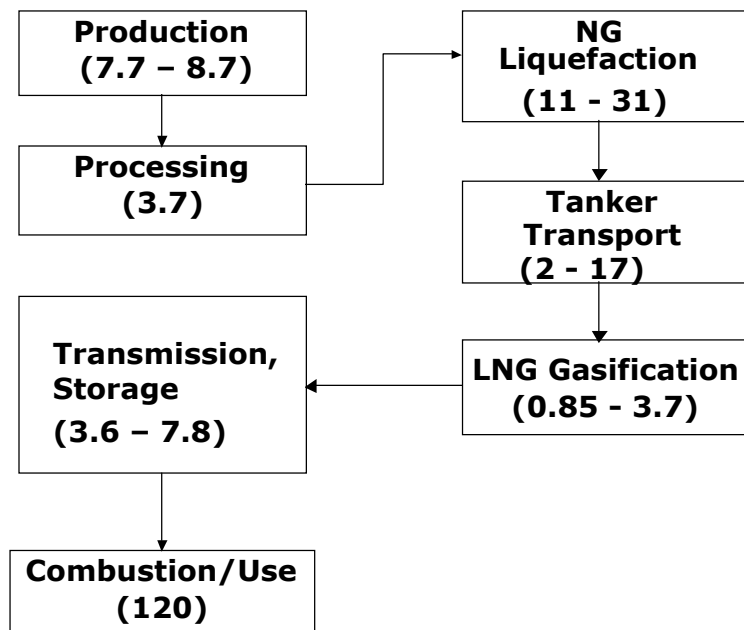 Production
(7.7 – 8.7)
Processing
(3.7)
NG
Liquefaction
(11 - 31)
Tanker
Transport
(2 - 17)
LNG Gasification
(0.85 - 3.7)
Transmission,
Storage
(3.6 – 7.8)
Combustion/Use
(120)